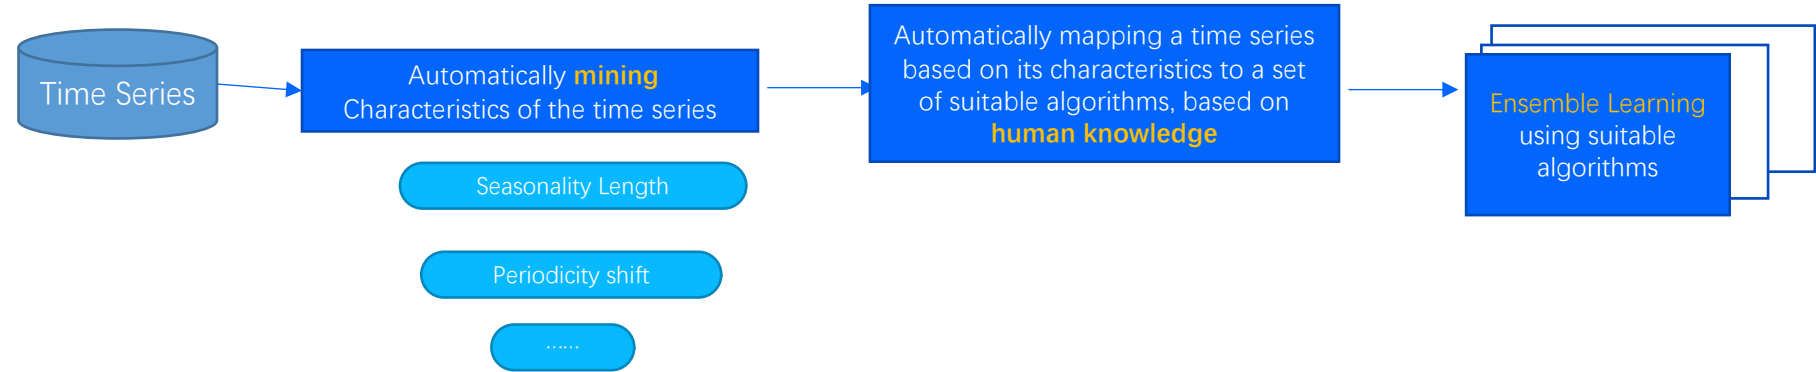 Time Series
Automatically mining
Characteristics of the time series
Seasonality Length
Periodicity shift
......
Automatically mapping a time series
based on its characteristics to a set
of suitable algorithms, based on
human knowledge
Ensemble Learning
using suitable
algorithms